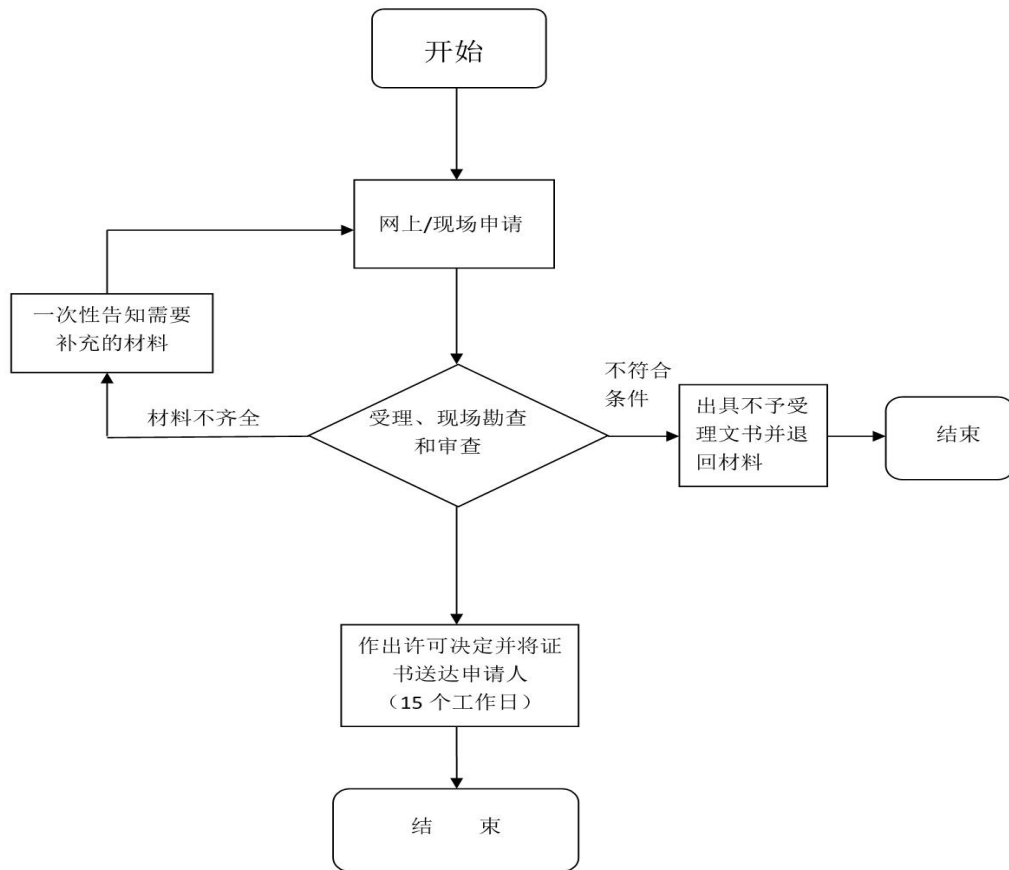 开始
网上/现场申请
一次性告知需要
补充的材料
材料不齐全
受理、现场勘查
和审查
不符合
条件
出具不予受
理文书并退
回材料
结束
作出许可决定并将证
书送达申请人
（15 个工作日）
结 束